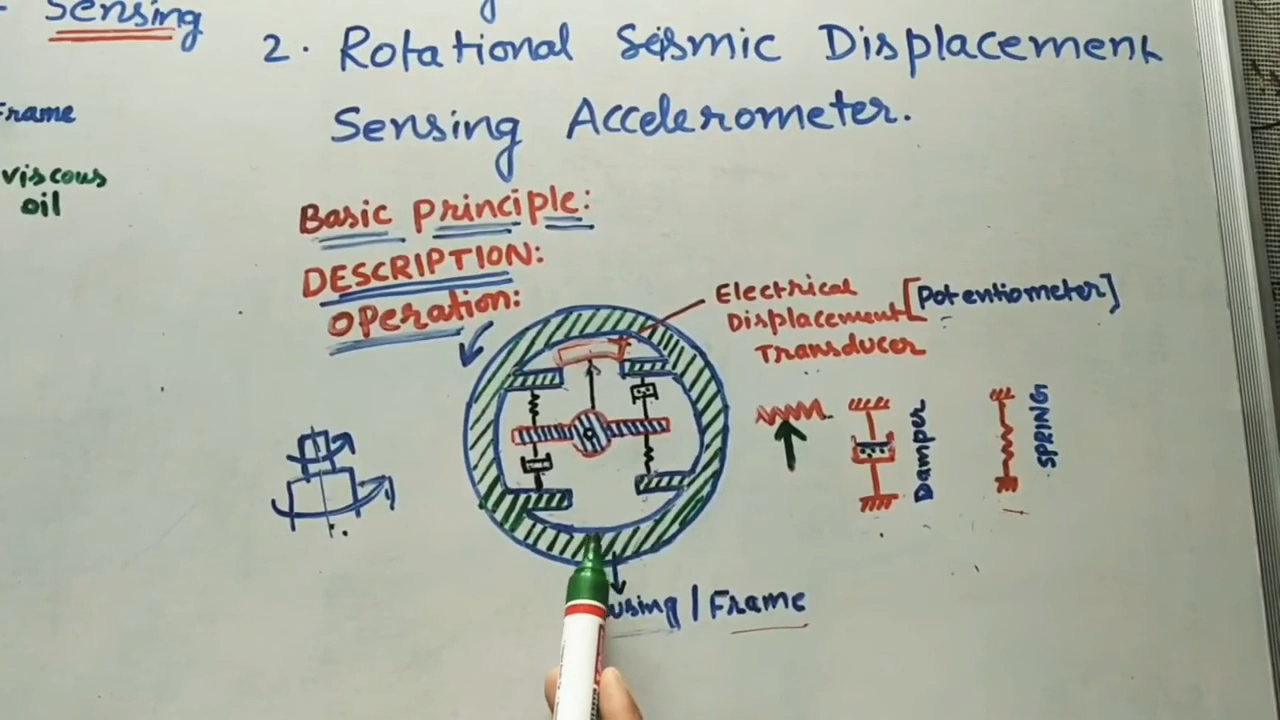 Sensing
2. Rotational Seismic Displacement
Sensing Accelerometer.
Frame
viscous
oil
Basic Principle:
DESCRIPTION:
Operation:
Electrical [Potentiometer]
Displacement
Transducer
Damper
SPRING
Frame